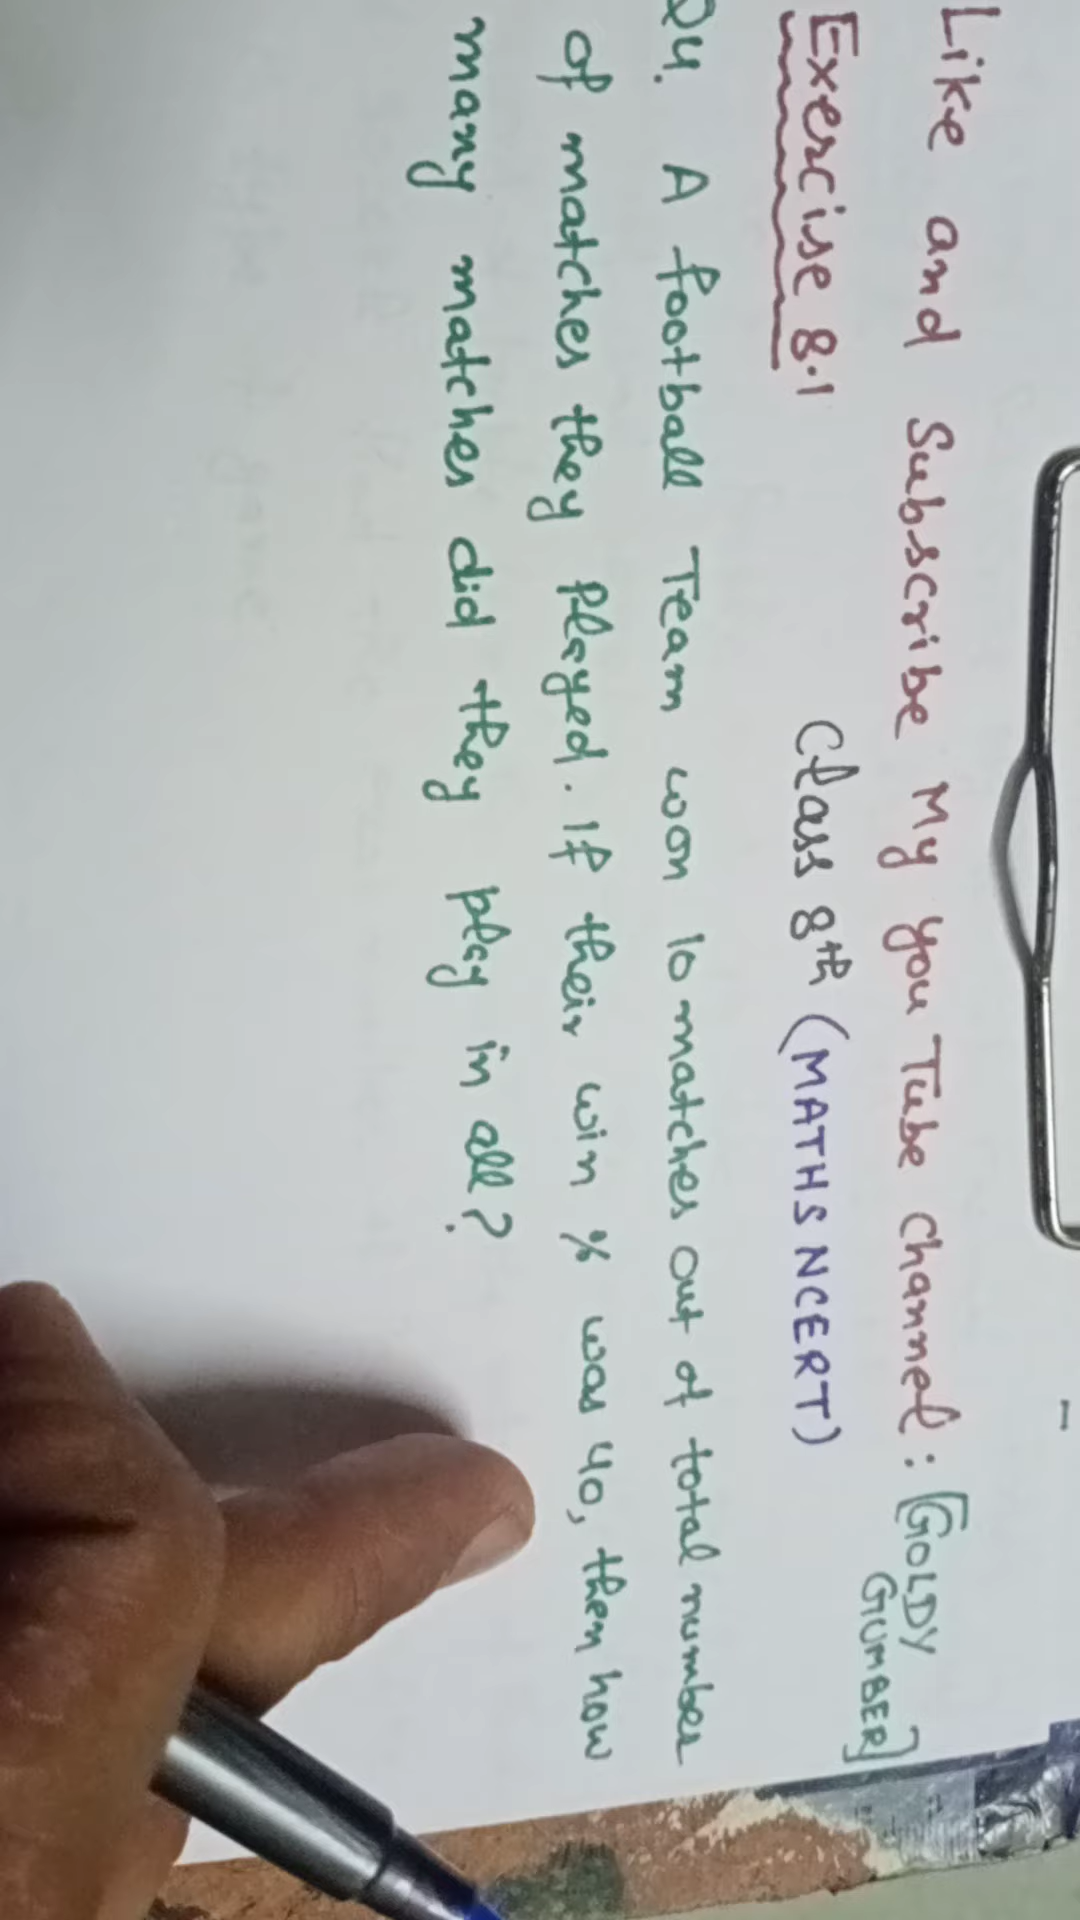 Like and Subscribe My you Tube channel: [GOLDY
GUMBER]
Exercise 8.1 Class 8th (MATHS NCERT)
Q4. A football Team won 10 matches out of total number
of matches they played. If their win % was 40, then how
many matches did they play in all?